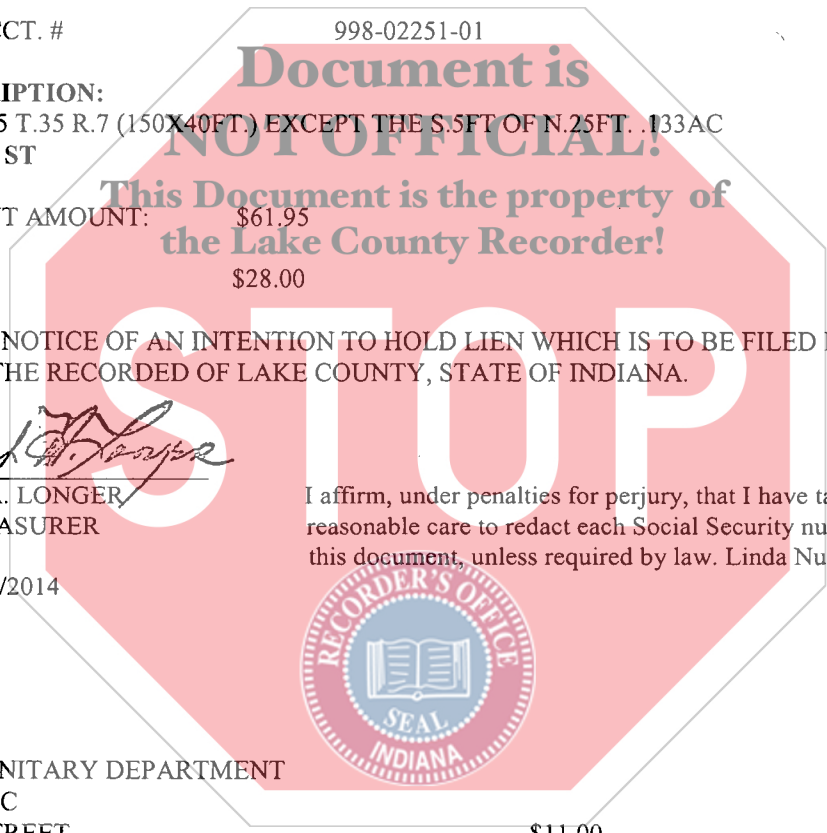 CCT. # 998-02251-01
Document is
IPTION:
5 T.35 R.7 (150X40FT.) EXCEPT THE S.5FT OF N.25FT. .133AC
NOT OFFICIAL!
ST
This Document is the property of
T AMOUNT: $61.95
the Lake County Recorder!
$28.00
NOTICE OF AN INTENTION TO HOLD LIEN WHICH IS TO BE FILED
THE RECORDED OF LAKE COUNTY, STATE OF INDIANA.
STOP
. LONGER
I affirm, under penalties for perjury, that I have ta
ASURER
reasonable care to redact each Social Security nu
this document, unless required by law. Linda Nu
/2014
RECORDER'S OFFICE
SEAL
INDIANA
NITARY DEPARTMENT
C
REET $11.00